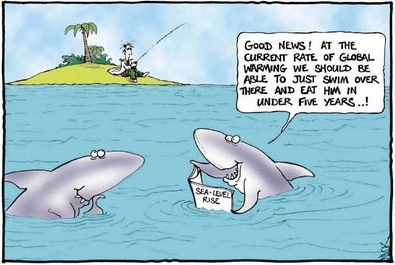 GOOD NEWS! AT THE
CURRENT RATE OF GLOBAL
WARMING WE SHOULD BE
ABLE TO JUST SWIM OVER
THERE AND EAT HIM IN
UNDER FIVE YEARS..!
SEA-LEVEL
RISE